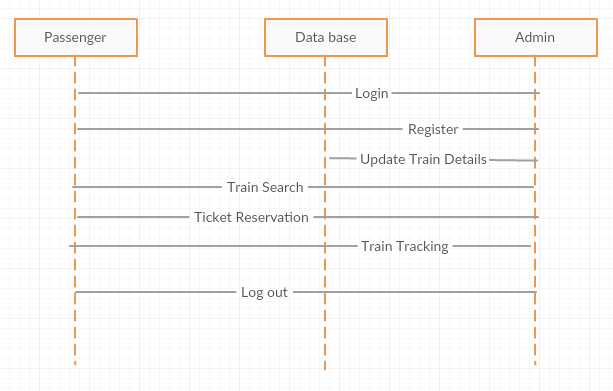 Passenger
Data base
Admin
Login
Register
Update Train Details
Train Search
Ticket Reservation
Train Tracking
Log out